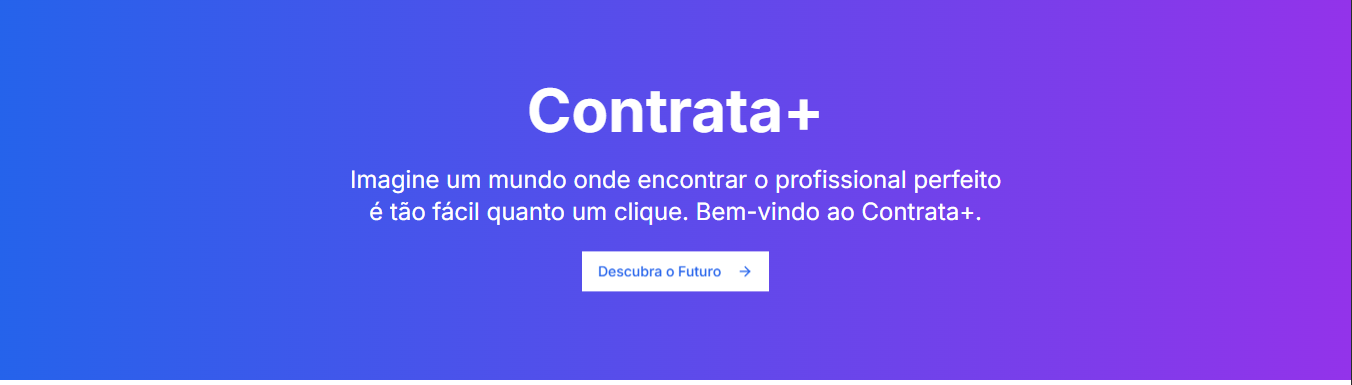 Contrata+
Imagine um mundo onde encontrar o profissional perfeito
é tão fácil quanto um clique. Bem-vindo ao Contrata+.
Descubra o Futuro →